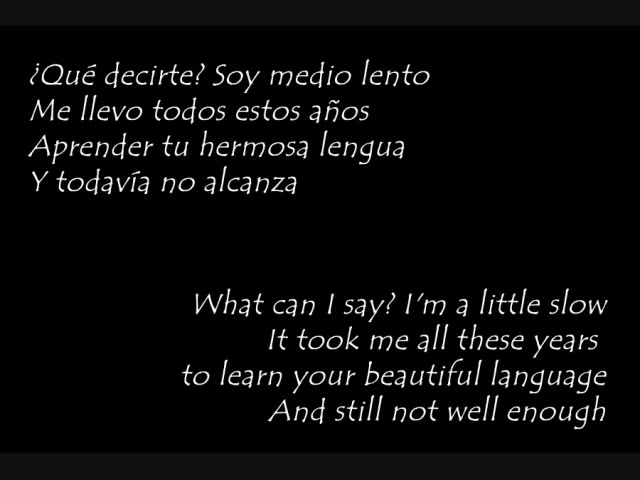 ¿Qué decirte? Soy medio lento
Me llevo todos estos años
Aprender tu hermosa lengua
Y todavía no alcanza
What can I say? I'm a little slow
It took me all these years
to learn your beautiful language
And still not well enough